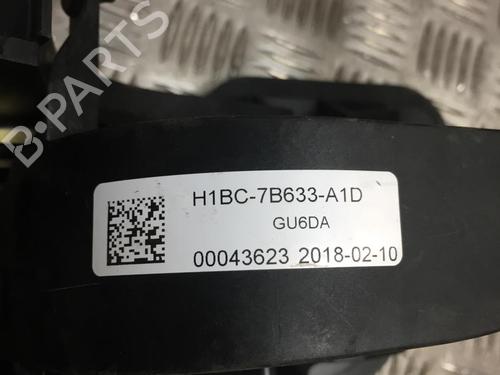 B-PARTS
H1BC-7B633-A1D
GU6DA
00043623 2018-02-10